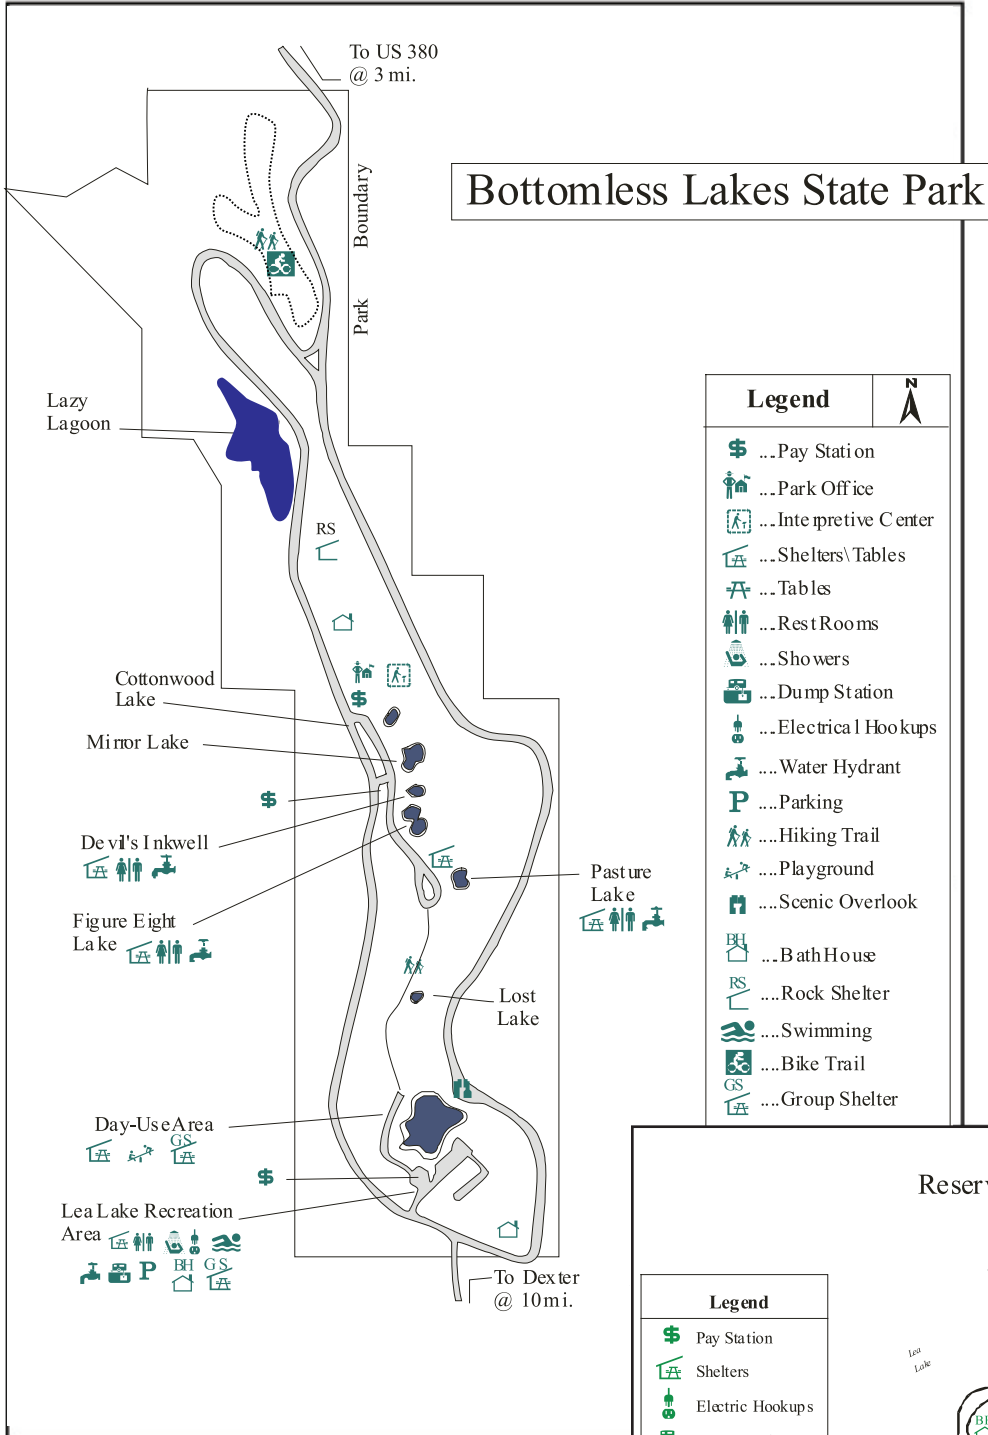 To US 380
@ 3 mi.
Bottomless Lakes State Park
Park Boundary
Lazy
Lagoon
RS
Cottonwood
Lake
Mirror Lake
$
$
Devil's Inkwell
Figure Eight
Lake
Pasture
Lake
Lost
Lake
Day-Use Area
GS
$
Lea Lake Recreation
Area
P
BH
GS
To Dexter
@ 10 mi.
Legend
N
$ ...Pay Station
...Park Office
...Interpretive Center
...Shelters\Tables
...Tables
...Rest Rooms
...Showers
...Dump Station
...Electrical Hookups
....Water Hydrant
P ....Parking
...Hiking Trail
....Playground
....Scenic Overlook
BH
...Bath House
RS
....Rock Shelter
....Swimming
....Bike Trail
GS
....Group Shelter
Reserv
Legend
$ Pay Station
Shelters
Electric Hookups
Lea
Lake